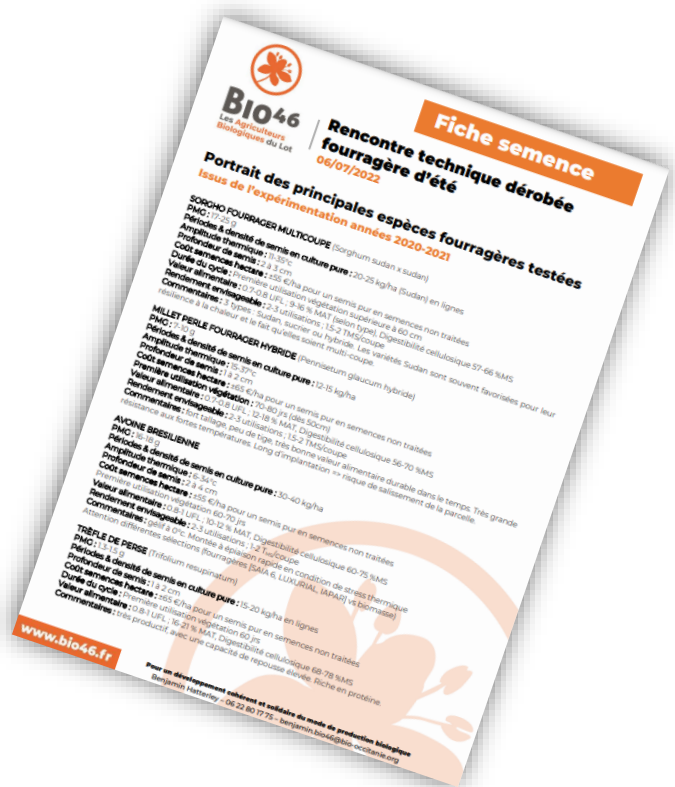 BIO46
Les Agriculteurs
Biologiques du Lot
Fiche semence
Rencontre technique dérobée
fourragère d'été
06/07/2022
Portrait des principales espèces fourragères testées
Issus de l'expérimentation années 2020-2021
SORGHO FOURRAGER MULTICOUPE (Sorghum sudan x sudan)
PMG : 17-25 g
Périodes & densité de semis en culture pure : 20-25 kg/ha (Sudan) en lignes
Amplitude thermique : 11-35°c
Profondeur de semis : 2 à 3 cm
Coût semences hectare : ±55 €/ha pour un semis pur en semences non traitées
Durée du cycle : Première utilisation végétation supérieure à 60 cm
Valeur alimentaire : 0.7-0.8 UFL ; 9-16 % MAT (selon type), Digestibilité cellulosique 57-66 %MS
Rendement envisageable : 2-3 utilisations ; 1.5-2 TMS/coupe
Commentaires : 3 types : Sudan, sucrier ou hybride. Les variétés Sudan sont souvent favorisées pour leur
résilience à la chaleur et le fait qu'elles soient multi-coupe.
MILLET PERLE FOURRAGER HYBRIDE (Pennisetum glaucum hybride)
PMG : 7-10 g
Périodes & densité de semis en culture pure : 12-15 kg/ha
Amplitude thermique : 15-37°c
Profondeur de semis : 1 à 2 cm
Coût semences hectare : ±65 €/ha pour un semis pur en semences non traitées
Première utilisation végétation : 70-80 jrs (dès 50cm)
Valeur alimentaire : 0.7-0.8 UFL ; 12-18 % MAT, Digestibilité cellulosique 56-70 %MS
Rendement envisageable : 2-3 utilisations ; 1.5-2 TMS/coupe
Commentaires : fort tallage, peu de tige, très bonne valeur alimentaire durable dans le temps. Très grande
résistance aux fortes températures. Long d'implantation => risque de salissement de la parcelle.
AVOINE BRESILIENNE
PMG : 16-18 g
Périodes & densité de semis en culture pure : 30-40 kg/ha
Amplitude thermique : 6-34°c
Profondeur de semis : 2 à 4 cm
Coût semences hectare : ±55 €/ha pour un semis pur en semences non traitées
Première utilisation végétation 60-70 jrs
Valeur alimentaire : 0.8-1 UFL ; 10-12 % MAT, Digestibilité cellulosique 60-75 %MS
Rendement envisageable : 2-3 utilisations ; 1-2 TMS/coupe
Commentaires : gélif à 0°c. Montée à épiaison rapide en condition de stress thermique
Attention différentes sélections (fourragères [SAIA 6, LUXURIAL, IAPAR] vs biomasse)
TRÈFLE DE PERSE (Trifolium resupinatum)
PMG : 1.3-1.5 g
Périodes & densité de semis en culture pure : 15-20 kg/ha en lignes
Profondeur de semis : 1 à 2 cm
Coût semences hectare : ±65 €/ha pour un semis pur en semences non traitées
Durée du cycle : Première utilisation végétation 60 jrs
Valeur alimentaire : 0.8-1 UFL ; 16-21 % MAT, Digestibilité cellulosique 68-78 %MS
Commentaires : très productif, avec une capacité de repousse élevée. Riche en protéine.
www.bio46.fr
Pour un développement cohérent et solidaire du mode de production biologique
Benjamin Hatterley - 06 22 80 17 75 - benjamin.bio46@bio-occitanie.org